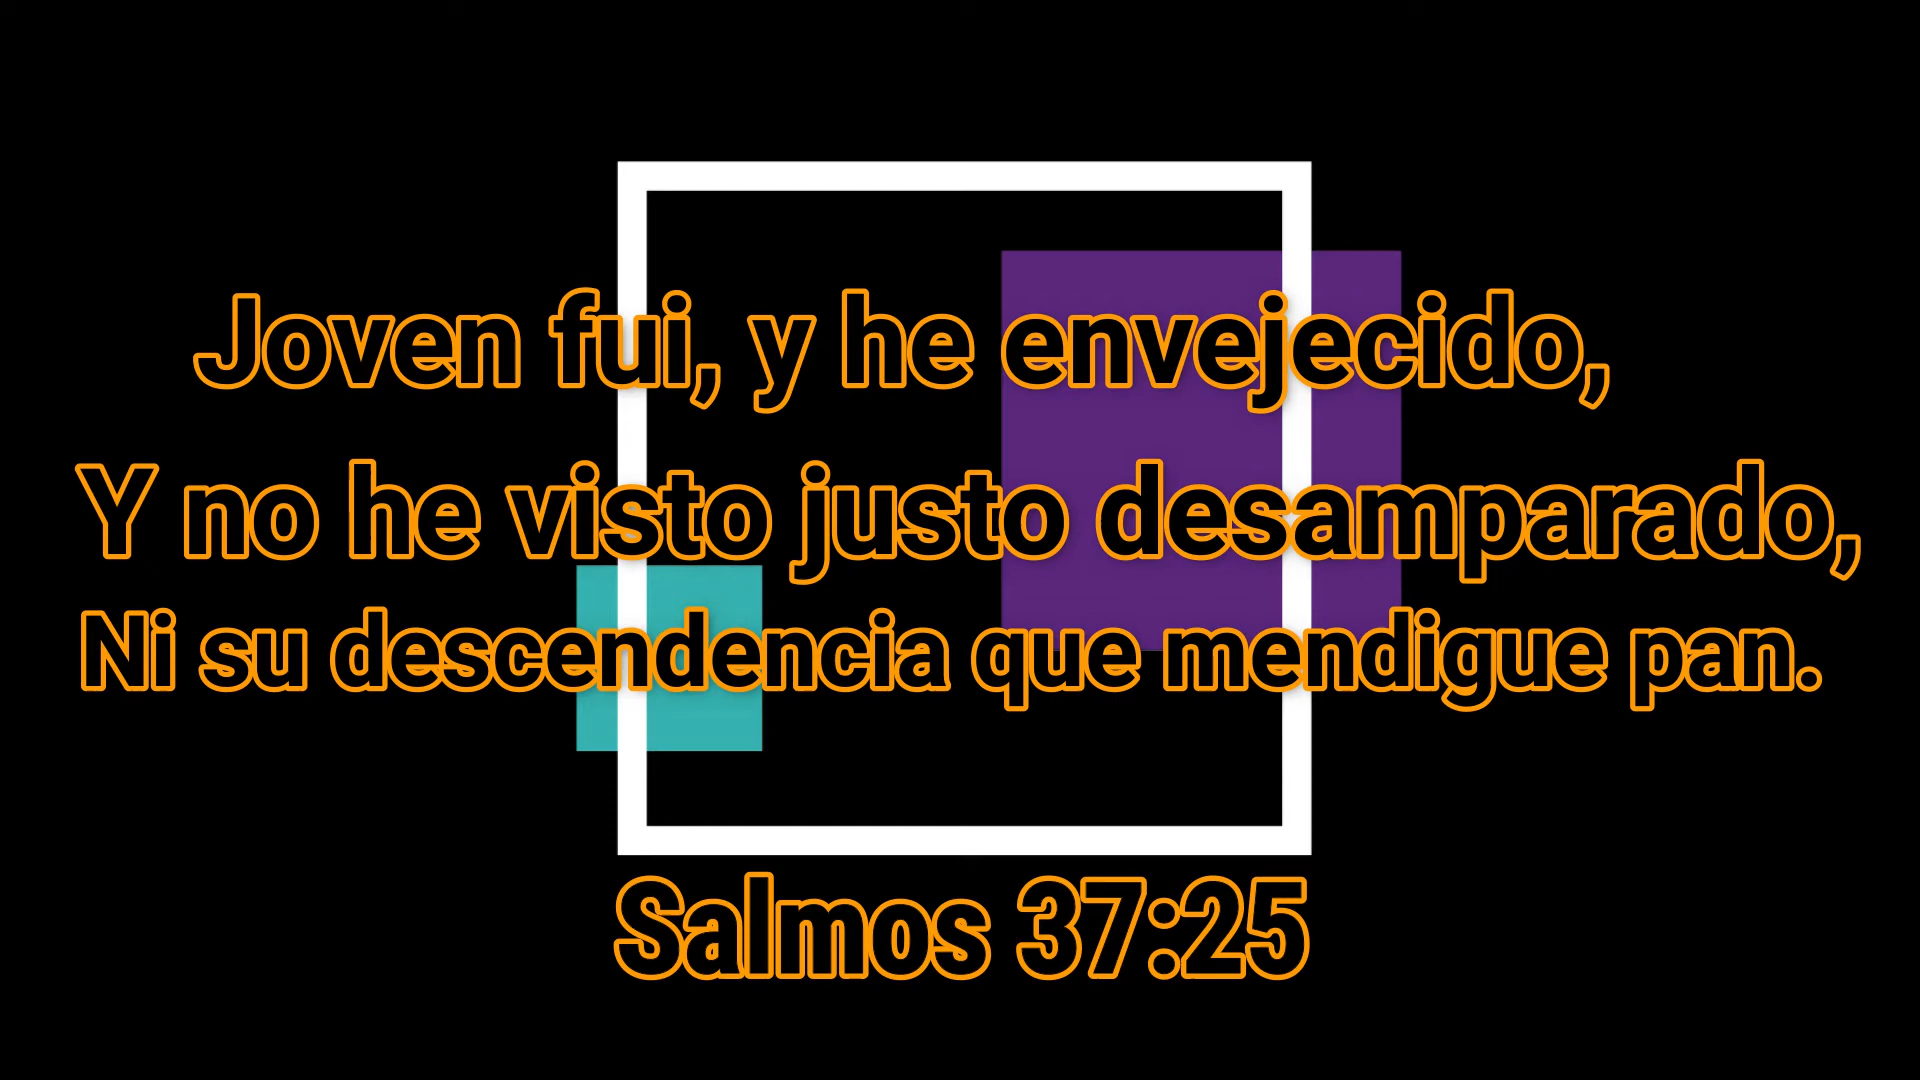 Joven fui, y he envejecido,
Y no he visto justo desamparado,
Ni su descendencia que mendigue pan.
Salmos 37:25